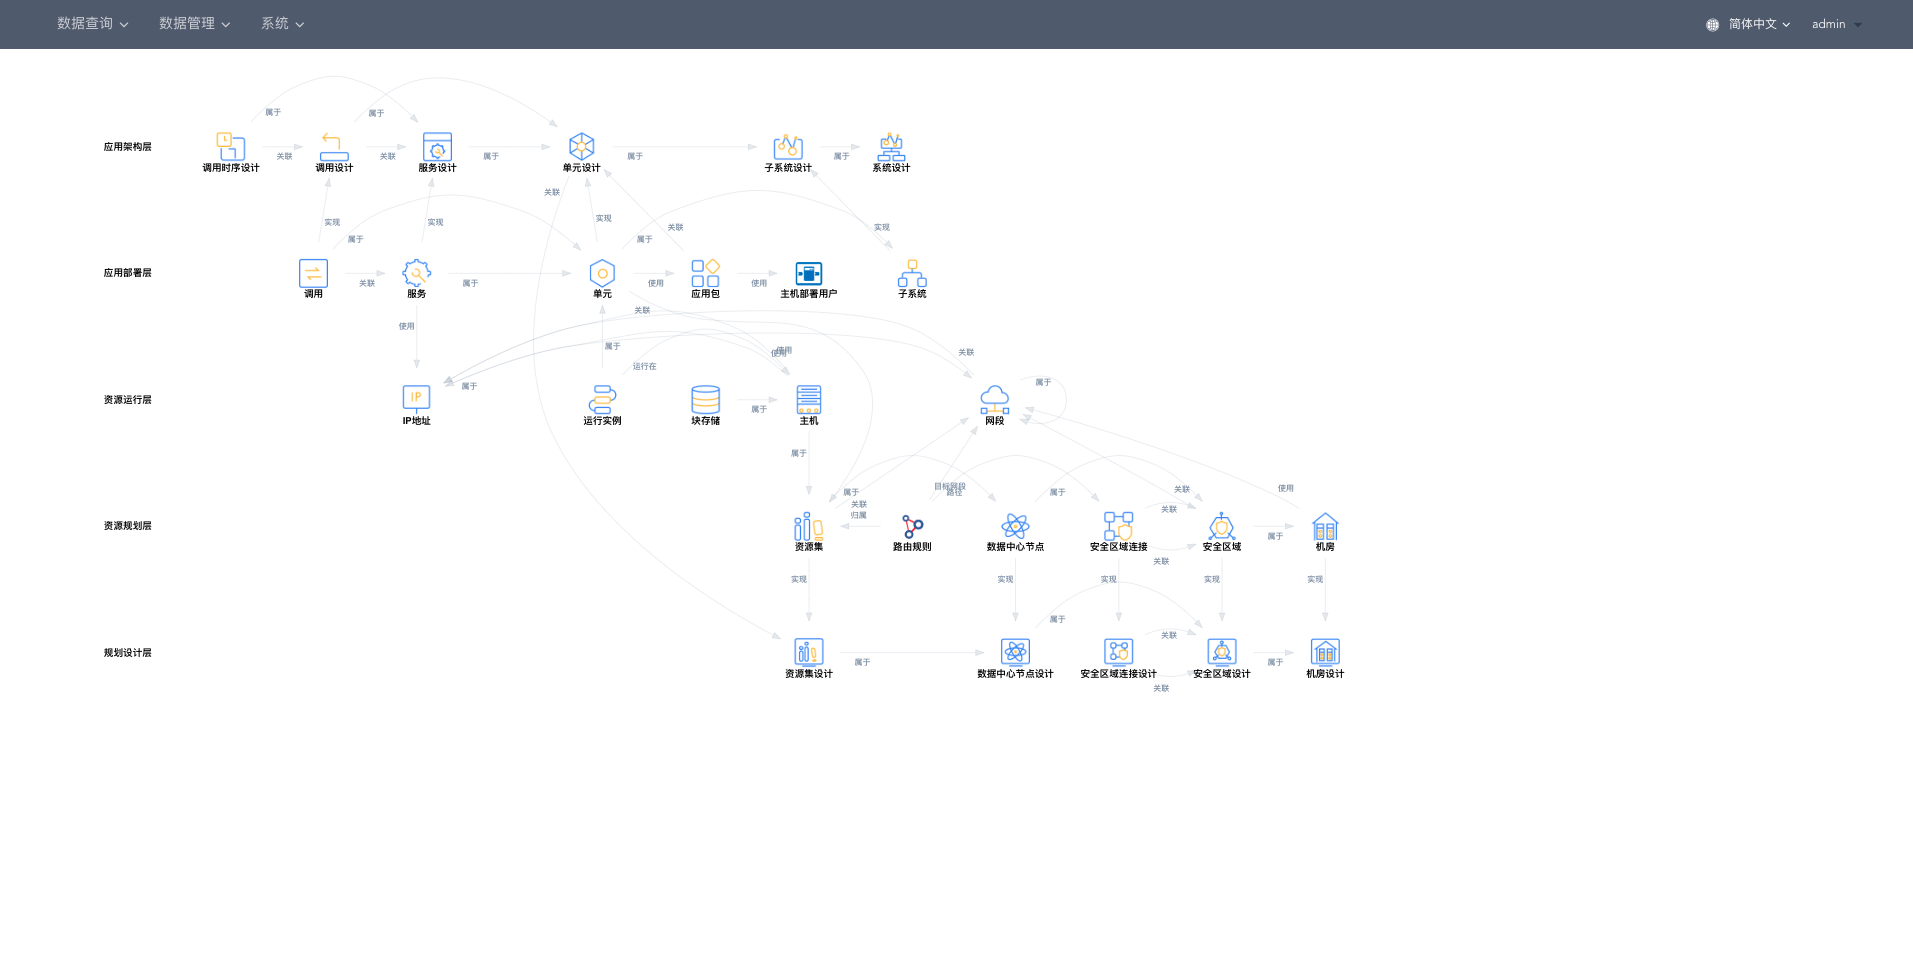 数据查询
数据管理
系统
简体中文
admin
属于
属于
应用架构层
关联
关联
属于
属于
属于
调用时序设计
调用设计
服务设计
单元设计
子系统设计
系统设计
关联
实现
实现
实现
关联
实现
属于
属于
应用部署层
关联
属于
使用
使用
调用
服务
单元
应用包
主机部署用户
子系统
关联
使用
属于
使用
使用
关联
运行在
属于
属于
资源运行层
IP
属于
IP地址
运行实例
块存储
主机
网段
属于
目标网段
路径
属于
属于
关联
使用
关联
归属
关联
资源规划层
属于
资源集
路由规则
数据中心节点
安全区域连接
安全区域
机房
关联
实现
实现
实现
实现
实现
属于
关联
规划设计层
属于
属于
资源集设计
数据中心节点设计
安全区域连接设计
安全区域设计
机房设计
关联